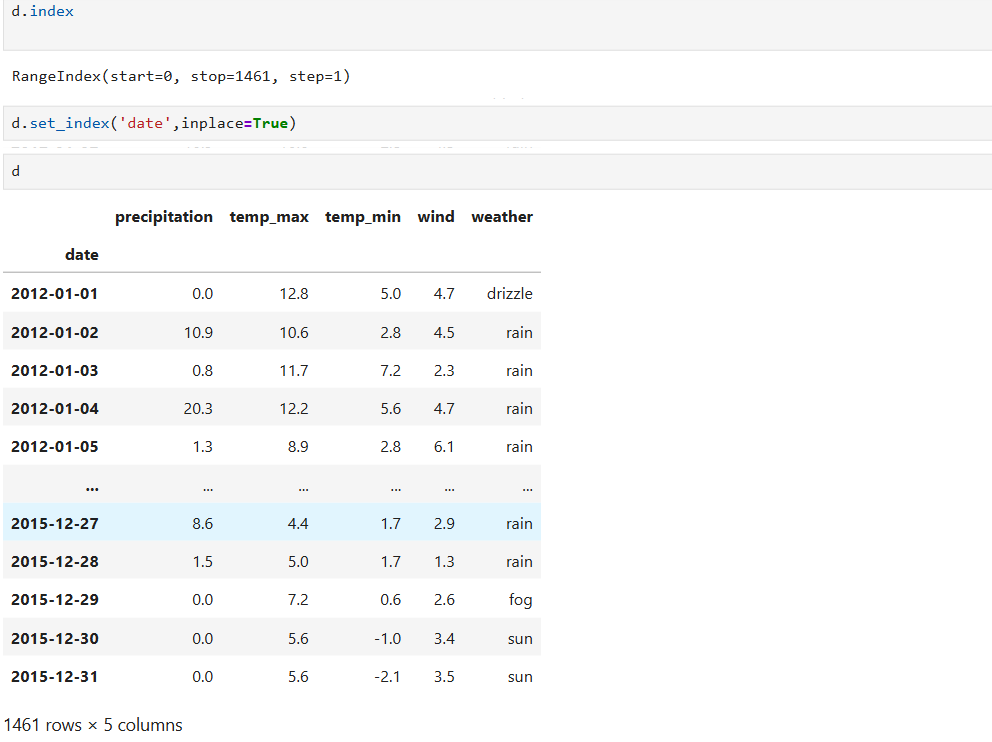 d.index
RangeIndex(start=0, stop=1461, step=1)
d.set_index('date',inplace=True)
d
precipitation temp_max temp_min wind weather
date
2012-01-01 0.0 12.8 5.0 4.7 drizzle
2012-01-02 10.9 10.6 2.8 4.5 rain
2012-01-03 0.8 11.7 7.2 2.3 rain
2012-01-04 20.3 12.2 5.6 4.7 rain
2012-01-05 1.3 8.9 2.8 6.1 rain
... ... ... ... ... ...
2015-12-27 8.6 4.4 1.7 2.9 rain
2015-12-28 1.5 5.0 1.7 1.3 rain
2015-12-29 0.0 7.2 0.6 2.6 fog
2015-12-30 0.0 5.6 -1.0 3.4 sun
2015-12-31 0.0 5.6 -2.1 3.5 sun
1461 rows × 5 columns